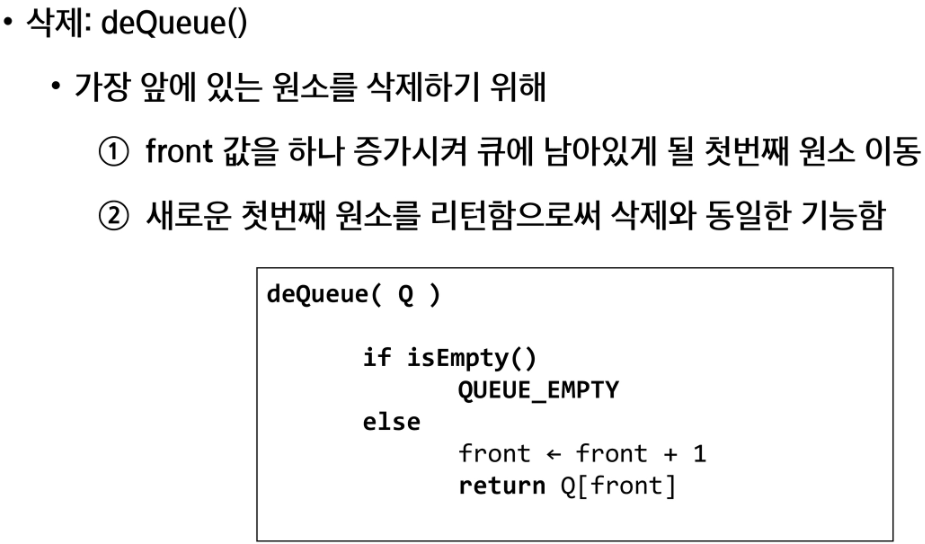 • 삭제: deQueue()
• 가장 앞에 있는 원소를 삭제하기 위해
① front 값을 하나 증가시켜 큐에 남아있게 될 첫번째 원소 이동
② 새로운 첫번째 원소를 리턴함으로써 삭제와 동일한 기능함
deQueue( Q )
if isEmpty()
QUEUE_EMPTY
else
front ← front + 1
return Q[front]